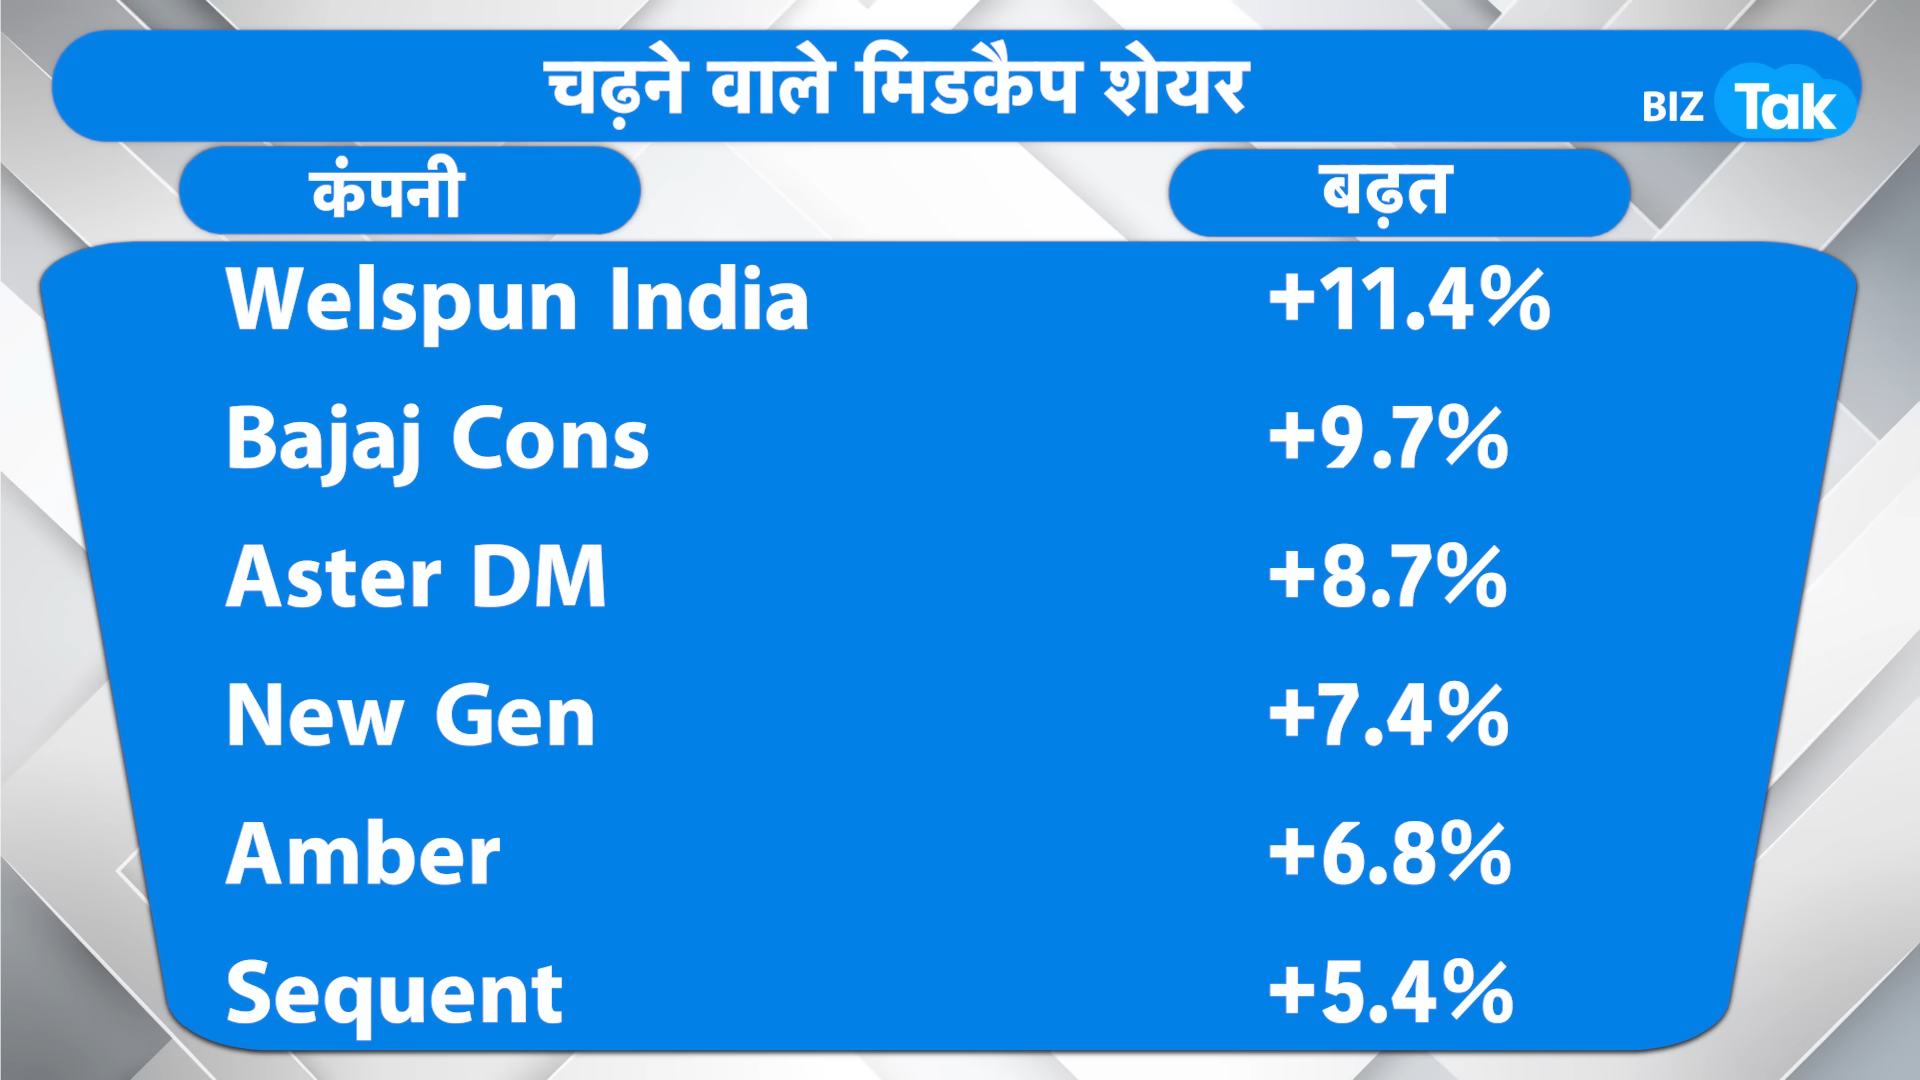 चढ़ने वाले मिडकैप शेयर
BIZ Tak
कंपनी बढ़त
Welspun India +11.4%
Bajaj Cons +9.7%
Aster DM +8.7%
New Gen +7.4%
Amber +6.8%
Sequent +5.4%